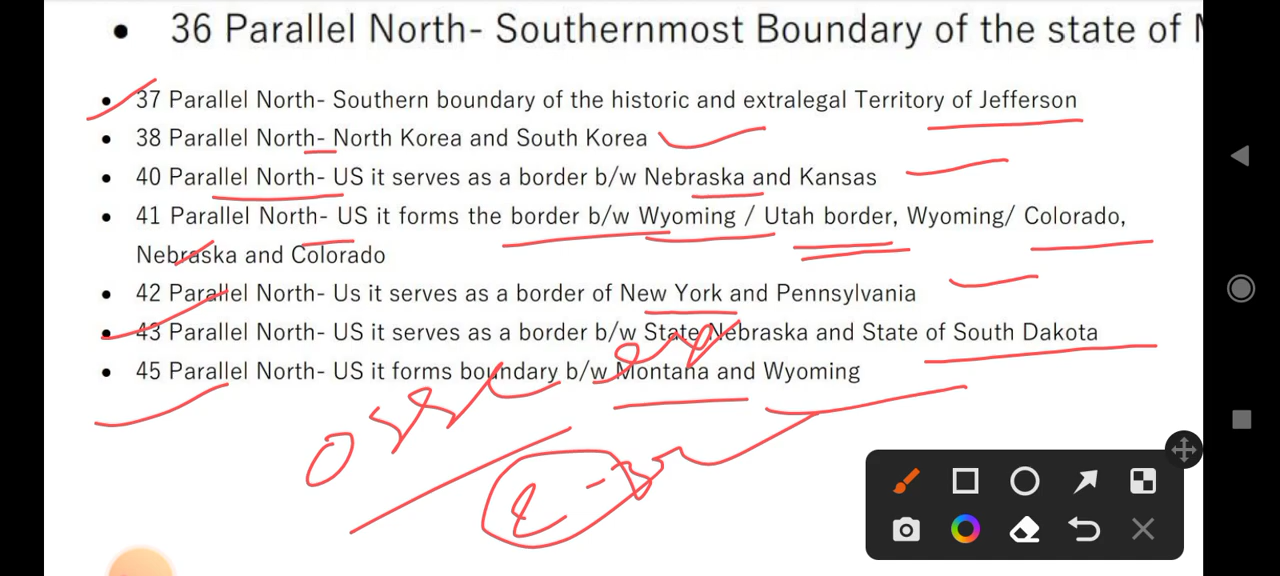 • 36 Parallel North- Southernmost Boundary of the state of
• 37 Parallel North- Southern boundary of the historic and extralegal Territory of Jefferson
• 38 Parallel North- North Korea and South Korea
• 40 Parallel North- US it serves as a border b/w Nebraska and Kansas
• 41 Parallel North- US it forms the border b/w Wyoming / Utah border, Wyoming/ Colorado,
Nebraska and Colorado
• 42 Parallel North- Us it serves as a border of New York and Pennsylvania
• 43 Parallel North- US it serves as a border b/w State Nebraska and State of South Dakota
• 45 Parallel North- US it forms boundary b/w Montana and Wyoming